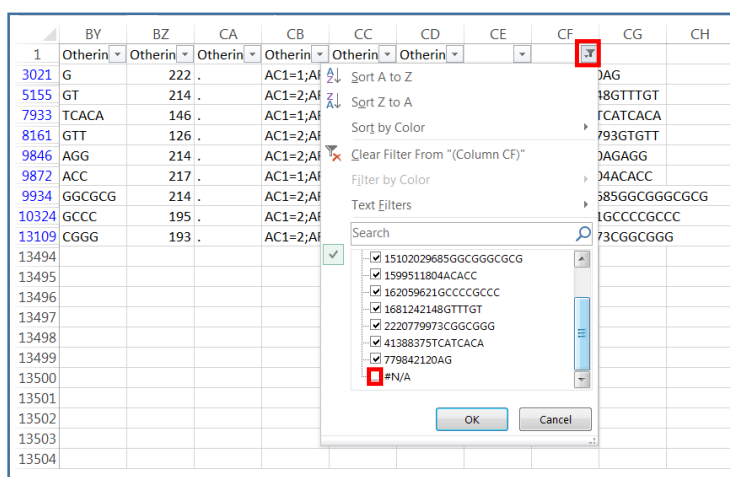 BY BZ CA CB CC CD CE CF CG CH
1 Otherin Otherin Otherin Otherin Otherin Otherin
3021 G 222 . AC1=1;AF 0AG
5155 GT 214 . AC1=2;AF 48GTTTGT
7933 TCACA 146 . AC1=1;AF TCATCACA
8161 GTT 126 . AC1=2;AF 793GTGTT
9846 AGG 214 . AC1=2;AF 0AGAGG
9872 ACC 217 . AC1=1;AF 04ACACC
9934 GGCGCG 214 . AC1=2;AF 685GGCGGGCGCG
10324 GCCC 195 . AC1=2;AF 1GCCCCGCCC
13109 CGGG 193 . AC1=2;AF 73CGGCGGG
13494
13495
13496
13497
13498
13499
13500
13501
13502
13503
13504
Sort A to Z
Sort Z to A
Sort by Color
Clear Filter From "(Column CF)"
Filter by Color
Text Filters
Search
15102029685GGCGGGCGCG
1599511804ACACC
162059621GCCCCGCCC
1681242148GTTTGT
2220779973CGGCGGG
41388375TCATCACA
779842120AG
#N/A
OK Cancel